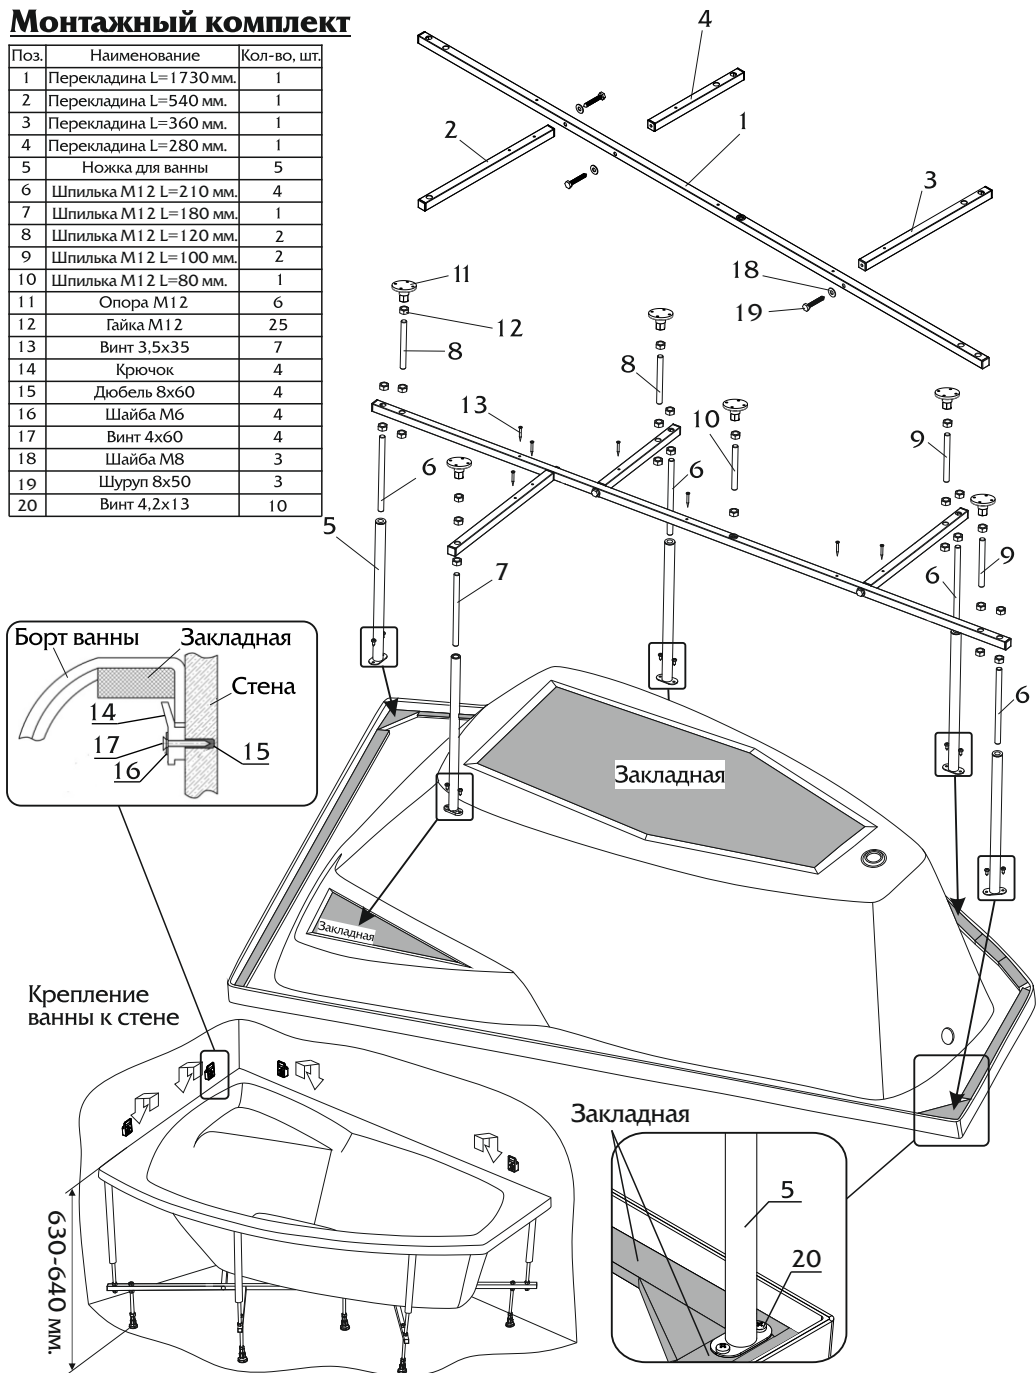 Монтажный комплект
Поз. Наименование Кол-во, шт.
1 Перекладина L=1730 мм. 1
2 Перекладина L=540 мм. 1
3 Перекладина L=360 мм. 1
4 Перекладина L=280 мм. 1
5 Ножка для ванны 5
6 Шпилька М12 L=210 мм. 4
7 Шпилька М12 L=180 мм. 1
8 Шпилька М12 L=120 мм. 2
9 Шпилька М12 L=100 мм. 2
10 Шпилька М12 L=80 мм. 1
11 Опора М12 6
12 Гайка М12 25
13 Винт 3,5х35 7
14 Крючок 4
15 Дюбель 8х60 4
16 Шайба М6 4
17 Винт 4х60 4
18 Шайба М8 3
19 Шуруп 8х50 3
20 Винт 4,2х13 10
4
2
1
3
11
18
19
12
8
8
13
10
9
6
6
5
7
6
9
6
Борт ванны
Закладная
Стена
14
17
16
15
Закладная
Закладная
Крепление
ванны к стене
630-640 мм.
Закладная
5
20